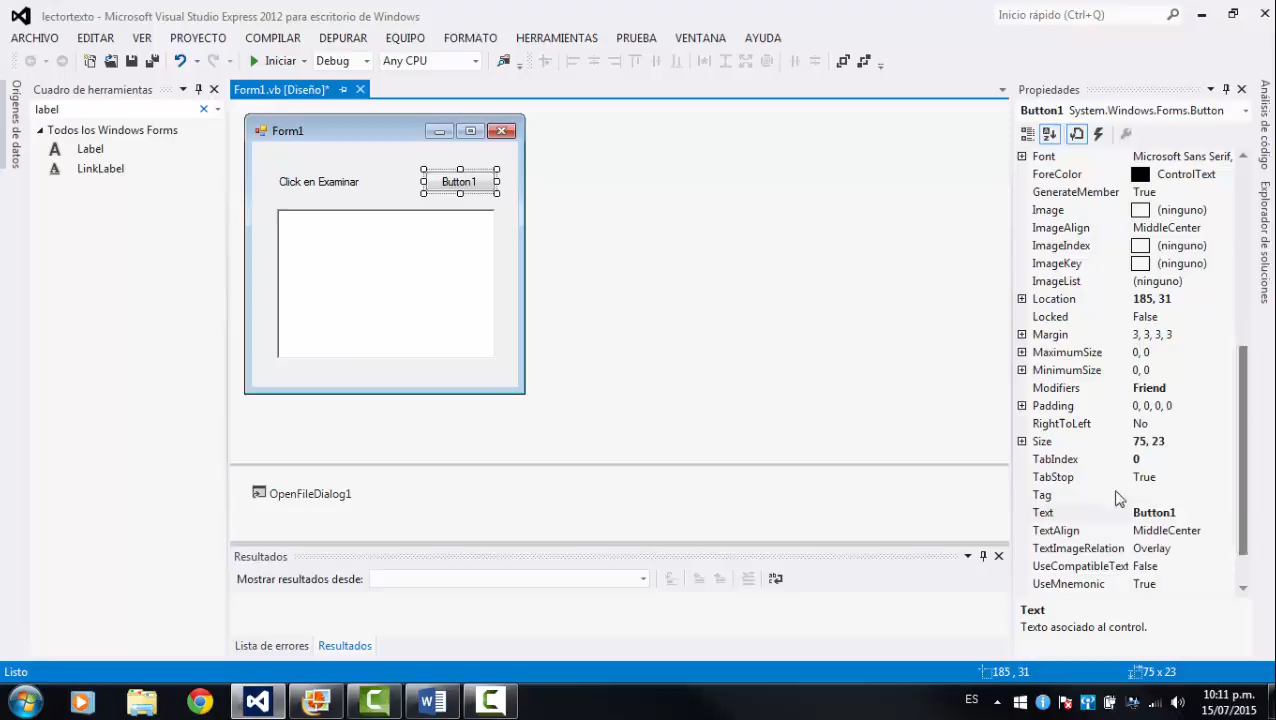 lectortexto - Microsoft Visual Studio Express 2012 para escritorio de Windows
Inicio rápido (Ctrl+Q)
ARCHIVO EDITAR VER PROYECTO COMPILAR DEPURAR EQUIPO FORMATO HERRAMIENTAS PRUEBA VENTANA AYUDA
Iniciar Debug Any CPU
Orígenes de datos
Cuadro de herramientas
label
Todos los Windows Forms
Label
LinkLabel
Form1.vb [Diseño]*
Form1
Click en Examinar
Button1
OpenFileDialog1
Resultados
Mostrar resultados desde:
Lista de errores Resultados
Propiedades
Button1 System.Windows.Forms.Button
Font Microsoft Sans Serif,
ForeColor ControlText
GenerateMember True
Image (ninguno)
ImageAlign MiddleCenter
ImageIndex (ninguno)
ImageKey (ninguno)
ImageList (ninguno)
Location 185, 31
Locked False
Margin 3, 3, 3, 3
MaximumSize 0, 0
MinimumSize 0, 0
Modifiers Friend
Padding 0, 0, 0, 0
RightToLeft No
Size 75, 23
TabIndex 0
TabStop True
Tag
Text Button1
TextAlign MiddleCenter
TextImageRelation Overlay
UseCompatibleText False
UseMnemonic True
Text
Texto asociado al control.
Análisis de código
Explorador de soluciones
Listo
185 , 31
75 x 23
ES
10:11 p.m.
15/07/2015